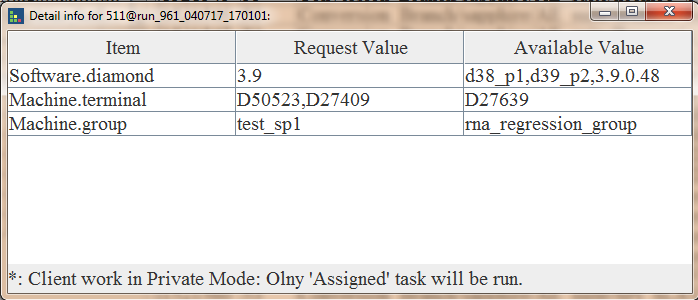 Detail info for 511@run_961_040717_170101:
Item Request Value Available Value
Software.diamond 3.9 d38_p1,d39_p2,3.9.0.48
Machine.terminal D50523,D27409 D27639
Machine.group test_sp1 rna_regression_group
*: Client work in Private Mode: Olny 'Assigned' task will be run.